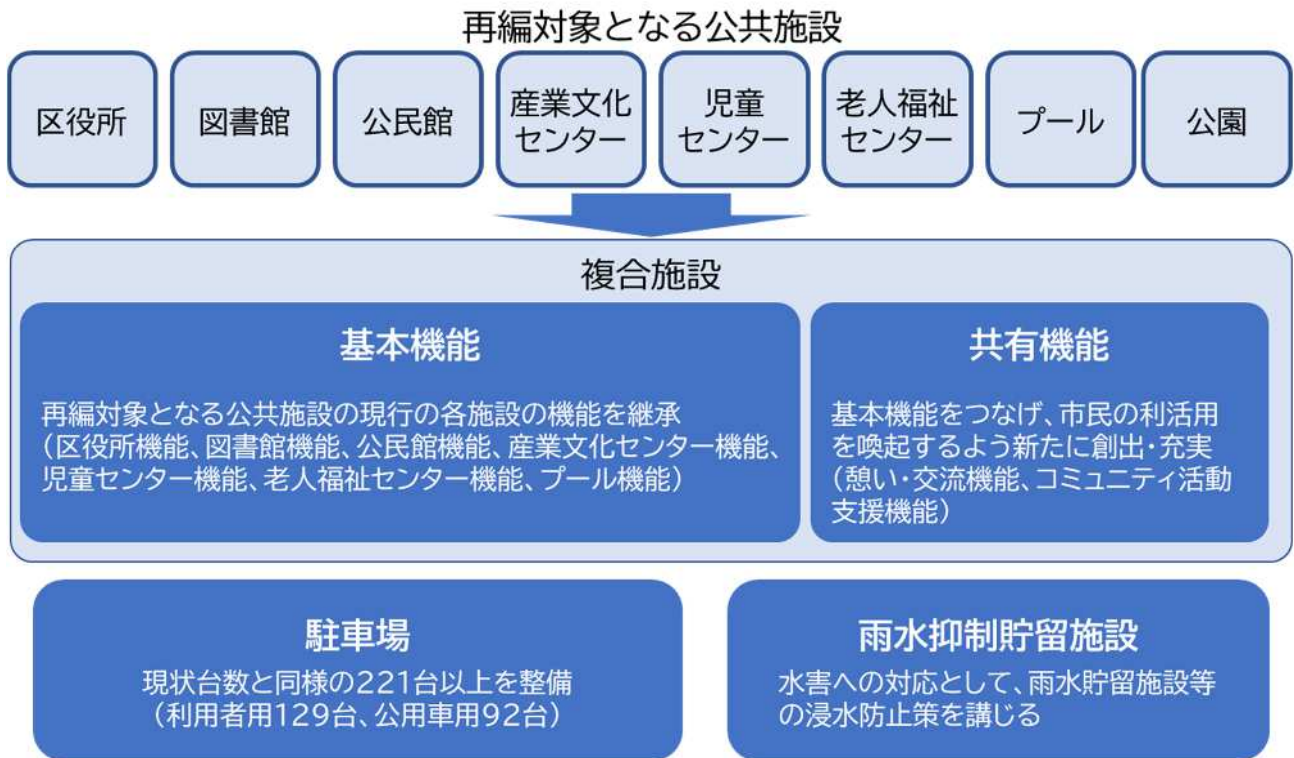 再編対象となる公共施設
区役所
図書館
公民館
産業文化
センター
児童
センター
老人福祉
センター
プール
公園
複合施設
基本機能
再編対象となる公共施設の現行の各施設の機能を継承
(区役所機能、図書館機能、公民館機能、産業文化センター機能、
児童センター機能、老人福祉センター機能、プール機能)
共有機能
基本機能をつなげ、市民の利活用
を喚起するよう新たに創出・充実
(憩い・交流機能、コミュニティ活動
支援機能)
駐車場
現状台数と同様の221台以上を整備
(利用者用129台、公用車用92台)
雨水抑制貯留施設
水害への対応として、雨水貯留施設等
の浸水防止策を講じる